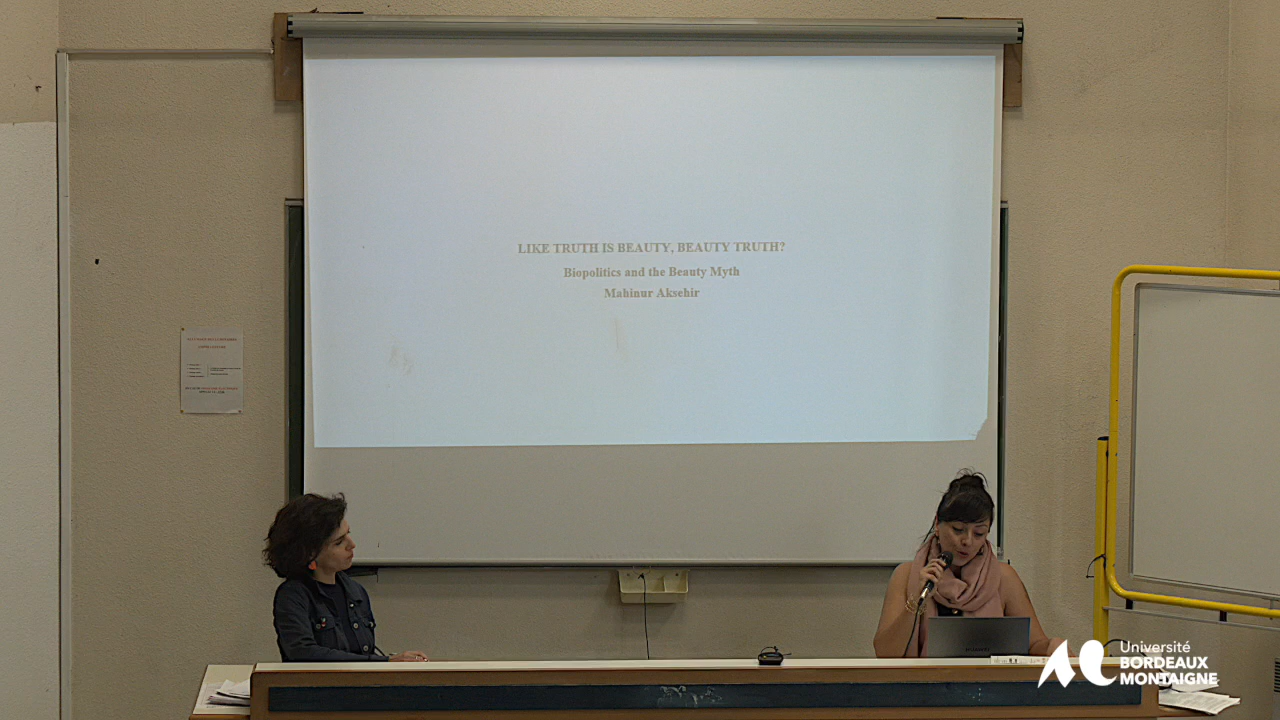 LIKE TRUTH IS BEAUTY, BEAUTY TRUTH?
Biopolitics and the Beauty Myth
Mahinur Aksehir
Université
BORDEAUX
MONTAIGNE